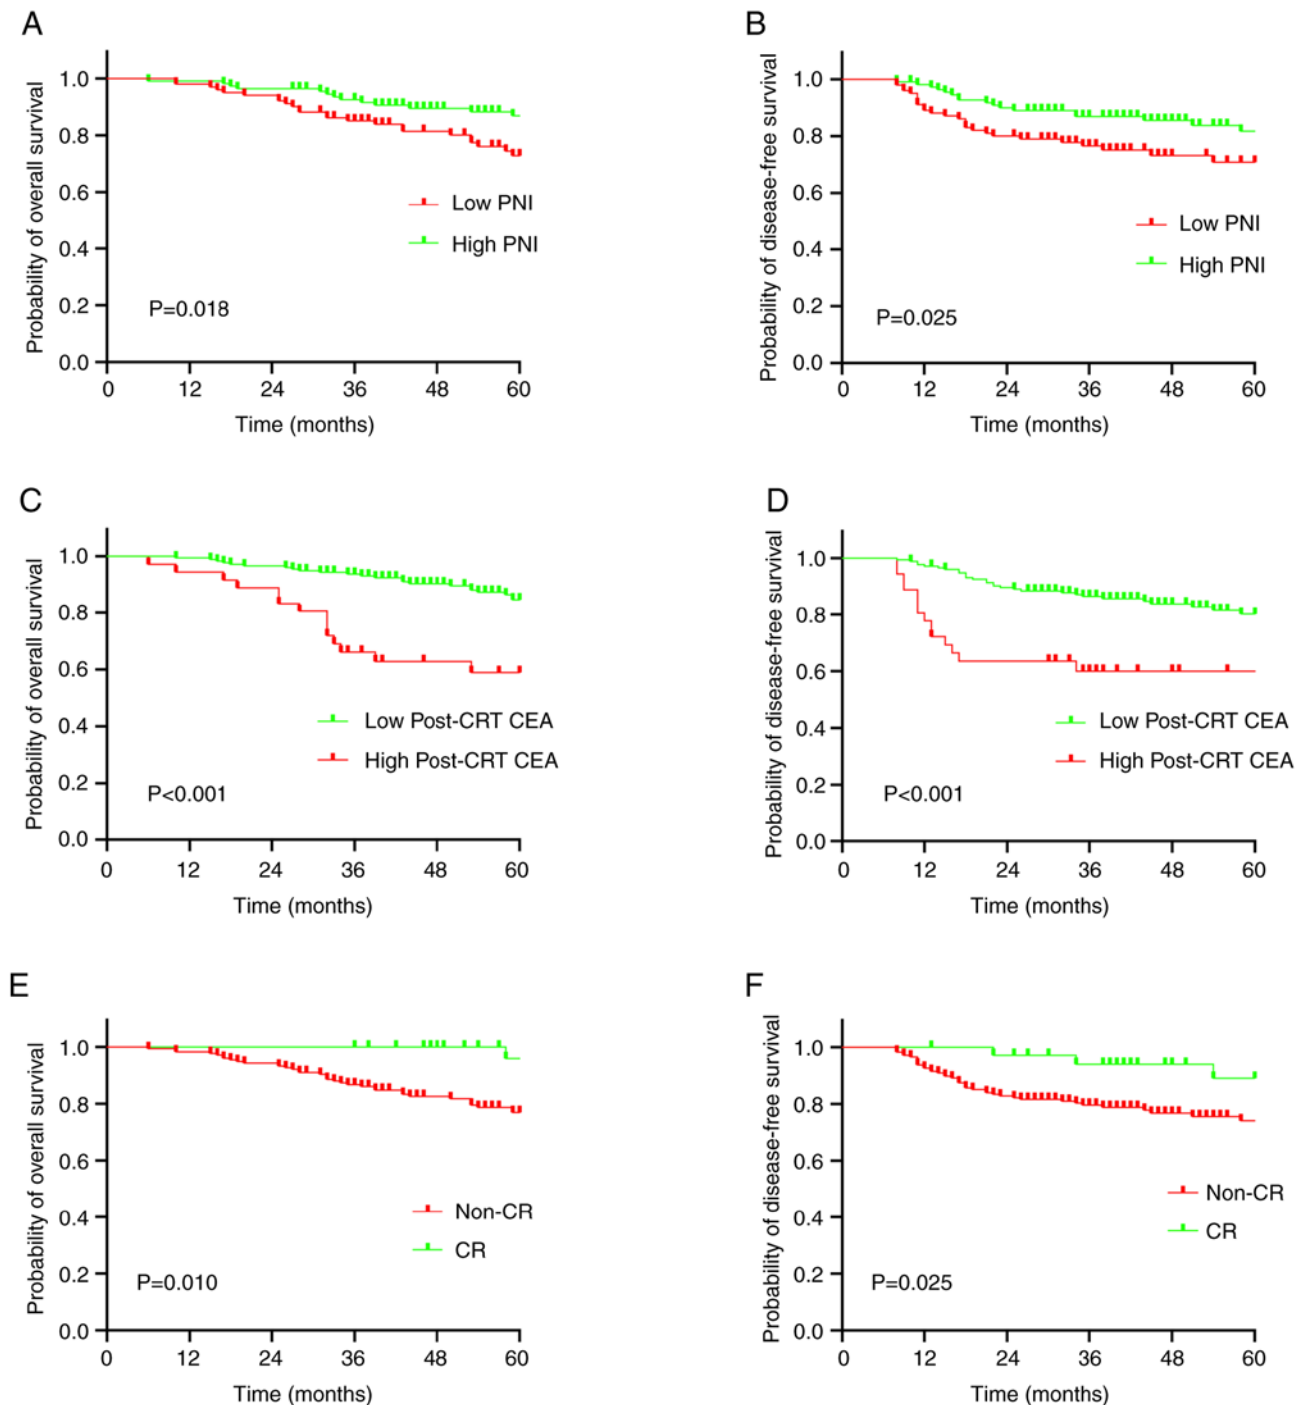 A
Probability of overall survival
1.0
0.8
0.6
0.4
0.2
0.0
Low PNI
High PNI
P=0.018
0 12 24 36 48 60
Time (months)
B
Probability of disease-free survival
1.0
0.8
0.6
0.4
0.2
0.0
Low PNI
High PNI
P=0.025
0 12 24 36 48 60
Time (months)
C
Probability of overall survival
1.0
0.8
0.6
0.4
0.2
0.0
Low Post-CRT CEA
High Post-CRT CEA
P<0.001
0 12 24 36 48 60
Time (months)
D
Probability of disease-free survival
1.0
0.8
0.6
0.4
0.2
0.0
Low Post-CRT CEA
High Post-CRT CEA
P<0.001
0 12 24 36 48 60
Time (months)
E
Probability of overall survival
1.0
0.8
0.6
0.4
0.2
0.0
Non-CR
CR
P=0.010
0 12 24 36 48 60
Time (months)
F
Probability of disease-free survival
1.0
0.8
0.6
0.4
0.2
0.0
Non-CR
CR
P=0.025
0 12 24 36 48 60
Time (months)